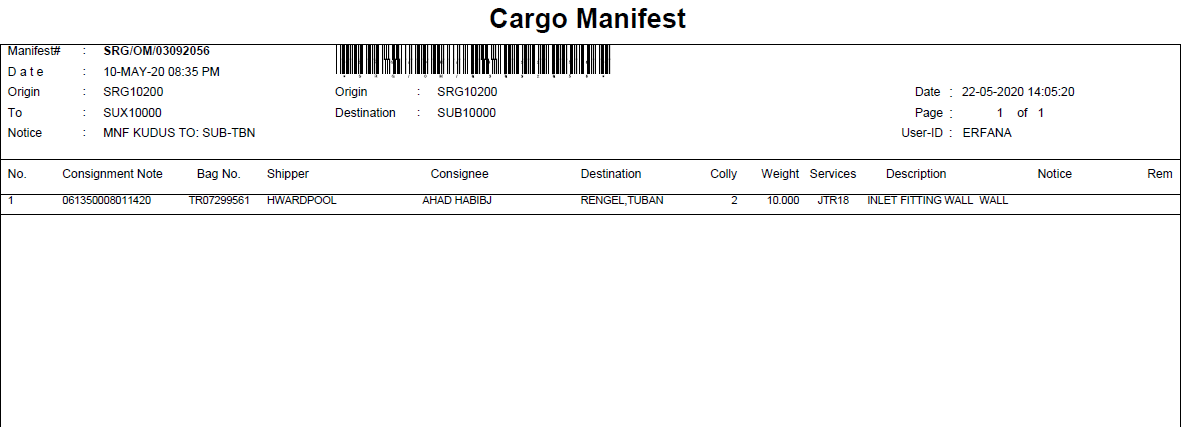 Cargo Manifest
Manifest# : SRG/OM/03092056
D a t e : 10-MAY-20 08:35 PM
Origin : SRG10200 Origin : SRG10200 Date : 22-05-2020 14:05:20
To : SUX10000 Destination : SUB10000 Page : 1 of 1
Notice : MNF KUDUS TO: SUB-TBN User-ID : ERFANA
No. Consignment Note Bag No. Shipper Consignee Destination Colly Weight Services Description Notice Rem
1 061350008011420 TR07299561 HWARDPOOL AHAD HABIBJ RENGEL,TUBAN 2 10.000 JTR18 INLET FITTING WALL WALL